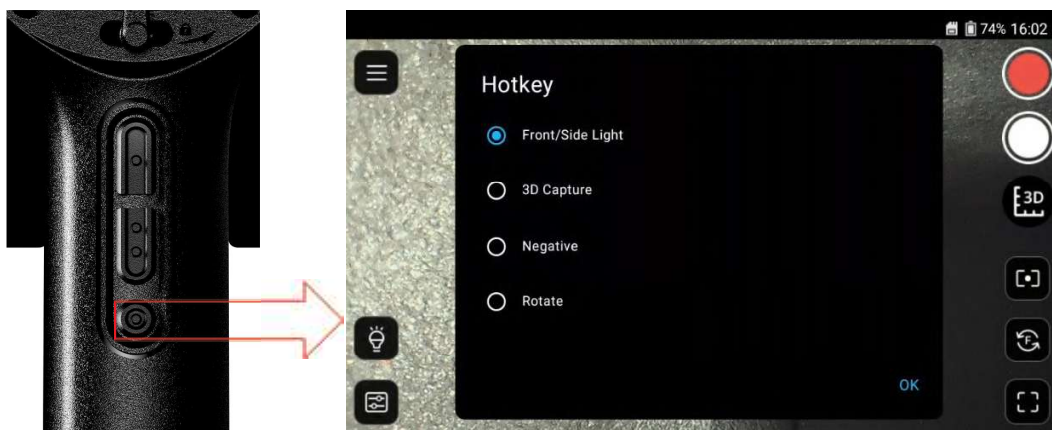 74% 16:02
Hotkey
Front/Side Light
3D Capture
3D
Negative
F
Rotate
OK